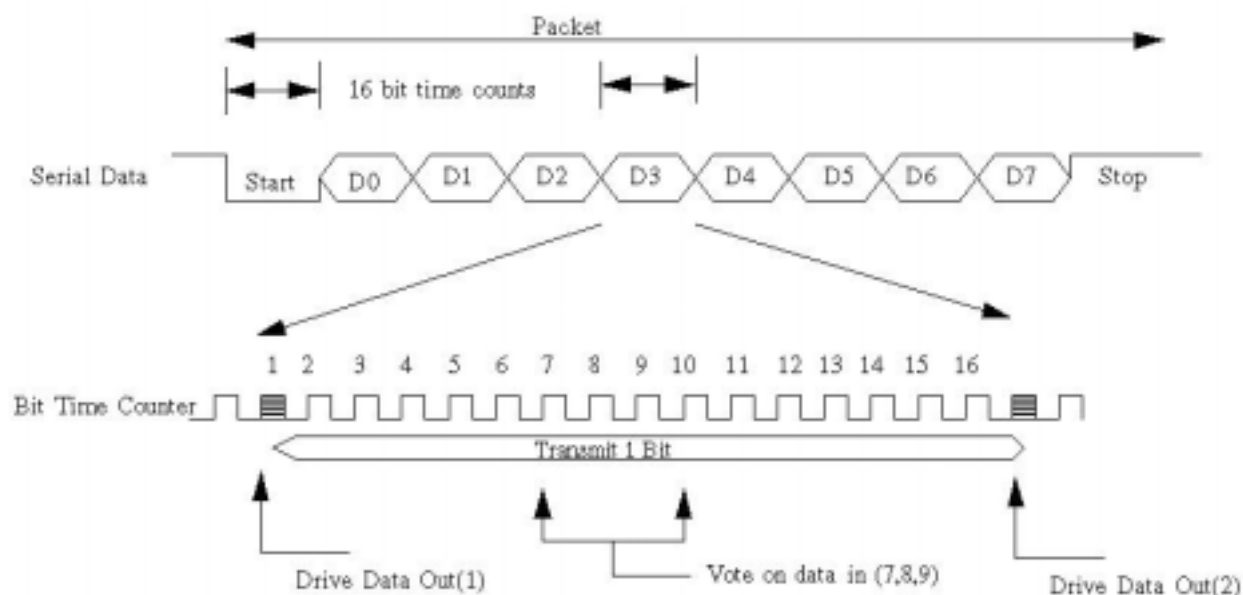 Packet
16 bit time counts
Serial Data
Start D0 D1 D2 D3 D4 D5 D6 D7 Stop
1 2 3 4 5 6 7 8 9 10 11 12 13 14 15 16
Bit Time Counter
Transmit 1 Bit
Drive Data Out(1)
Vote on data in (7,8,9)
Drive Data Out(2)